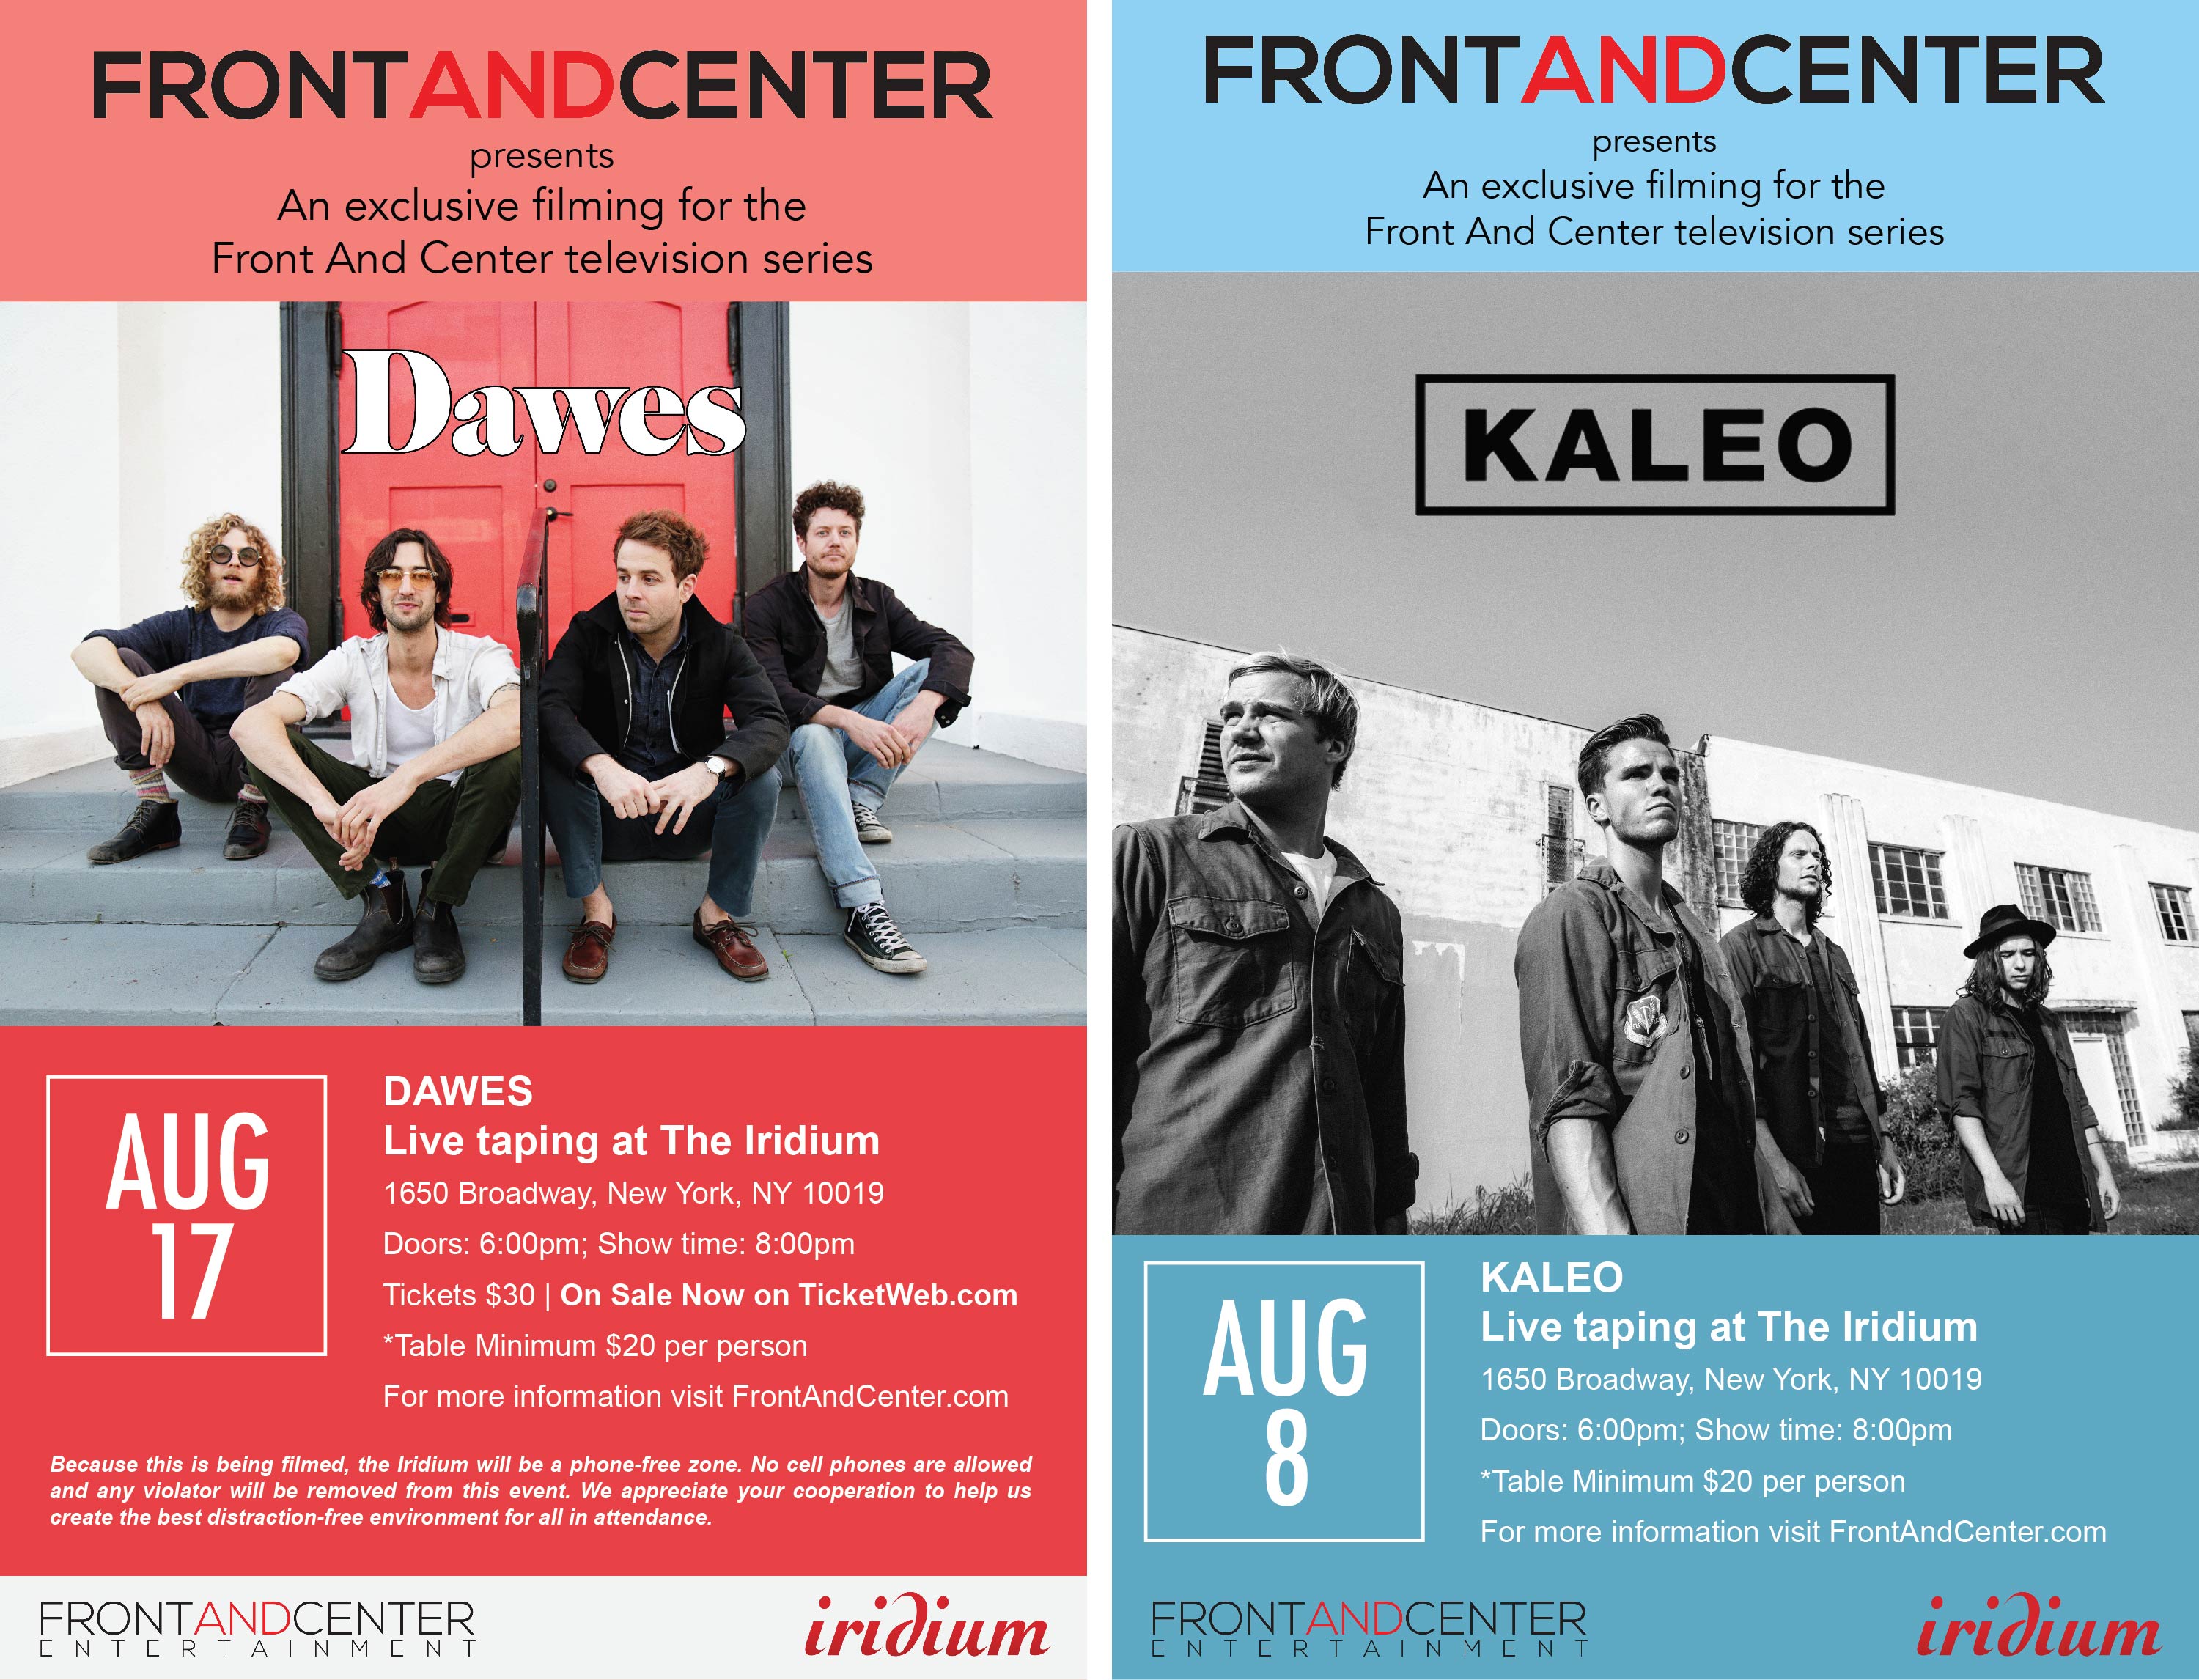 FRONTANDCENTER
presents
An exclusive filming for the
Front And Center television series
Dawes
AUG
17
DAWES
Live taping at The Iridium
1650 Broadway, New York, NY 10019
Doors: 6:00pm; Show time: 8:00pm
Tickets $30 | On Sale Now on TicketWeb.com
*Table Minimum $20 per person
For more information visit FrontAndCenter.com
Because this is being filmed, the Iridium will be a phone-free zone. No cell phones are allowed
and any violator will be removed from this event. We appreciate your cooperation to help us
create the best distraction-free environment for all in attendance.
FRONTANDCENTER
ENTERTAINMENT
iridium
FRONTANDCENTER
presents
An exclusive filming for the
Front And Center television series
KALEO
AUG
8
KALEO
Live taping at The Iridium
1650 Broadway, New York, NY 10019
Doors: 6:00pm; Show time: 8:00pm
*Table Minimum $20 per person
For more information visit FrontAndCenter.com
FRONTANDCENTER
ENTERTAINMENT
iridium